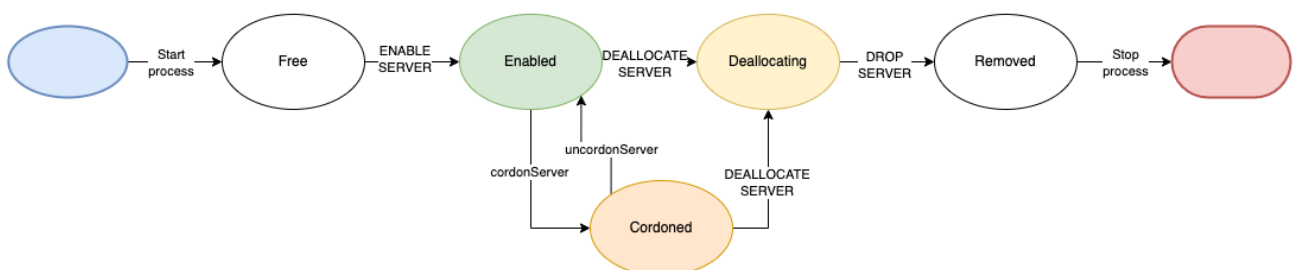 Start
process
Free
ENABLE
SERVER
Enabled
DEALLOCATE
SERVER
Deallocating
DROP
SERVER
Removed
Stop
process
uncordonServer
cordonServer
DEALLOCATE
SERVER
Cordoned